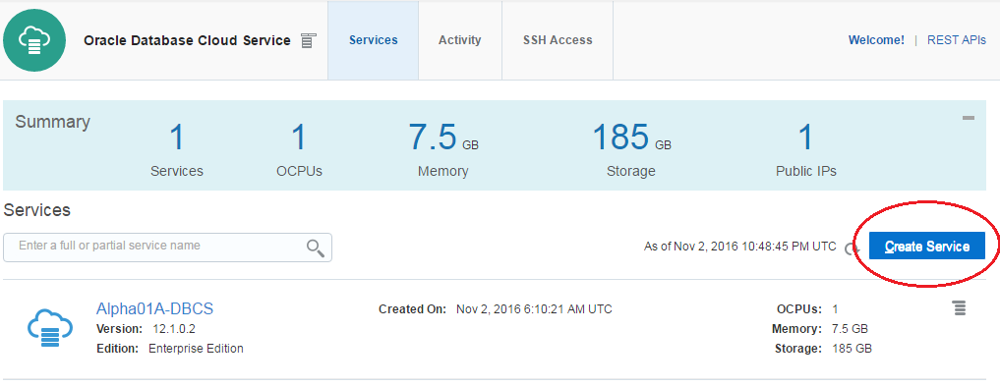 Oracle Database Cloud Service Services Activity SSH Access Welcome! | REST APIs
Summary
1 1 7.5 GB 185 GB 1
Services OCPUs Memory Storage Public IPs
Services
Enter a full or partial service name As of Nov 2, 2016 10:48:45 PM UTC Create Service
Alpha01A-DBCS Created On: Nov 2, 2016 6:10:21 AM UTC OCPUs: 1
Version: 12.1.0.2 Memory: 7.5 GB
Edition: Enterprise Edition Storage: 185 GB